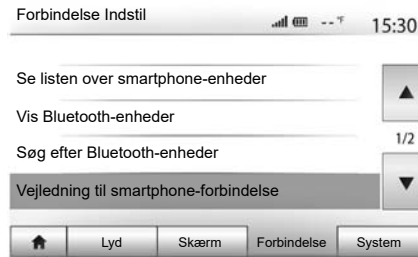 Forbindelse Indstil
-- °F 15:30
Se listen over smartphone-enheder
Vis Bluetooth-enheder
1/2
Søg efter Bluetooth-enheder
Vejledning til smartphone-forbindelse
Lyd Skærm Forbindelse System